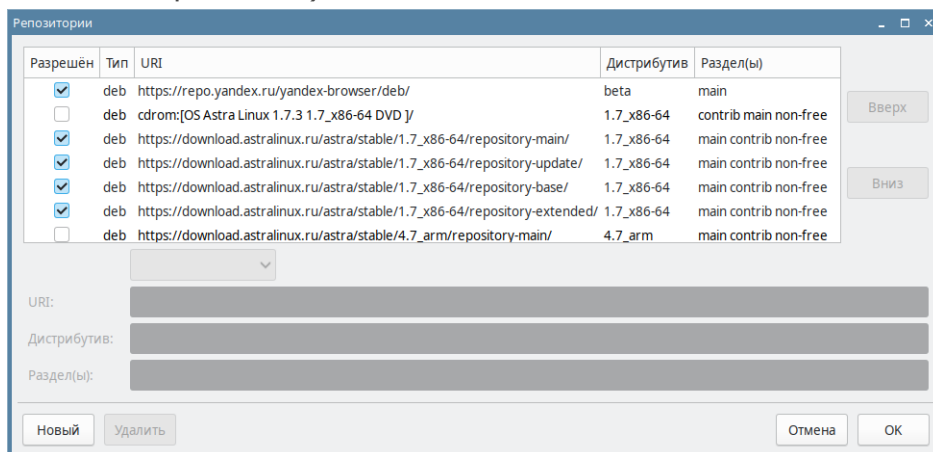 Репозитории
Разрешён Тип URI Дистрибутив Раздел(ы)
deb https://repo.yandex.ru/yandex-browser/deb/ beta main
deb cdrom:[OS Astra Linux 1.7.3 1.7_x86-64 DVD ]/ 1.7_x86-64 contrib main non-free
deb https://download.astralinux.ru/astra/stable/1.7_x86-64/repository-main/ 1.7_x86-64 main contrib non-free
deb https://download.astralinux.ru/astra/stable/1.7_x86-64/repository-update/ 1.7_x86-64 main contrib non-free
deb https://download.astralinux.ru/astra/stable/1.7_x86-64/repository-base/ 1.7_x86-64 main contrib non-free
deb https://download.astralinux.ru/astra/stable/1.7_x86-64/repository-extended/ 1.7_x86-64 main contrib non-free
deb https://download.astralinux.ru/astra/stable/4.7_arm/repository-main/ 4.7_arm main contrib non-free
Вверх
Вниз
URI:
Дистрибутив:
Раздел(ы):
Новый Удалить Отмена OK